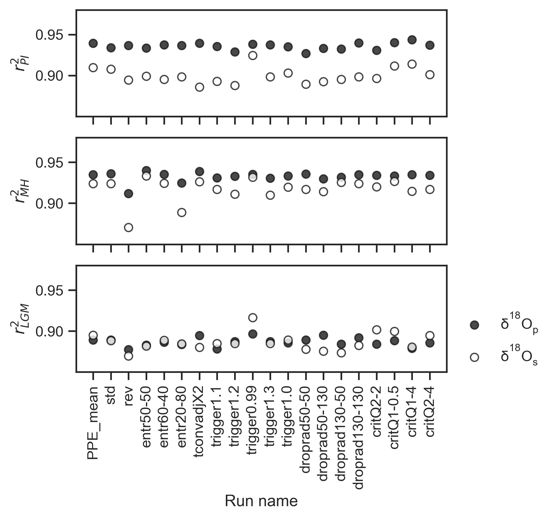 0.95
0.90
r²PI
0.95
0.90
r²MH
0.95
0.90
r²LGM
δ¹⁸Oₚ
δ¹⁸Oₛ
PPE_mean
std
rev
entr50-50
entr60-40
entr20-80
tconvadjX2
trigger1.1
trigger1.2
trigger0.99
trigger1.3
trigger1.0
droprad50-50
droprad50-130
droprad130-50
droprad130-130
critQ2-2
critQ1-0.5
critQ1-4
critQ2-4
Run name